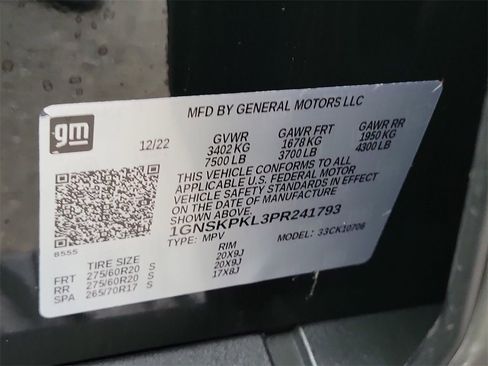 MFD BY GENERAL MOTORS LLC
gm
12/22 GVWR GAWR FRT GAWR RR
3402 KG 1678 KG 1950 KG
7500 LB 3700 LB 4300 LB
THIS VEHICLE CONFORMS TO ALL
APPLICABLE U.S. FEDERAL MOTOR
VEHICLE SAFETY STANDARDS IN EFFECT
ON THE DATE OF MANUFACTURE
SHOWN ABOVE.
1GNSKPKL3PR241793
8555 TYPE: MPV MODEL: 33CK10706
TIRE SIZE RIM
FRT 275/60R20 S 20X9J
RR 275/60R20 S 20X9J
SPA 265/70R17 S 17X8J